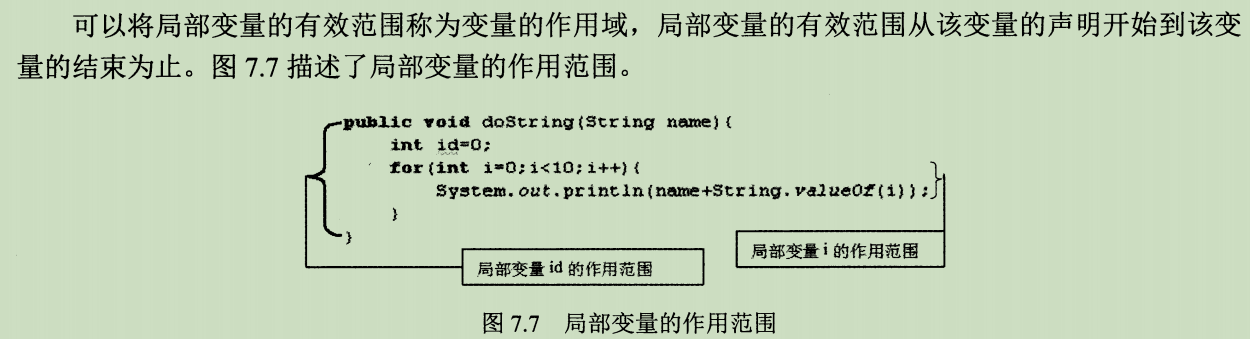 可以将局部变量的有效范围称为变量的作用域，局部变量的有效范围从该变量的声明开始到该变
量的结束为止。图 7.7 描述了局部变量的作用范围。
public void doString(String name){
int id=0;
for(int i=0;i<10;i++){
System.out.println(name+String.valueOf(i));
}
}
局部变量 i 的作用范围
局部变量 id 的作用范围
图 7.7 局部变量的作用范围